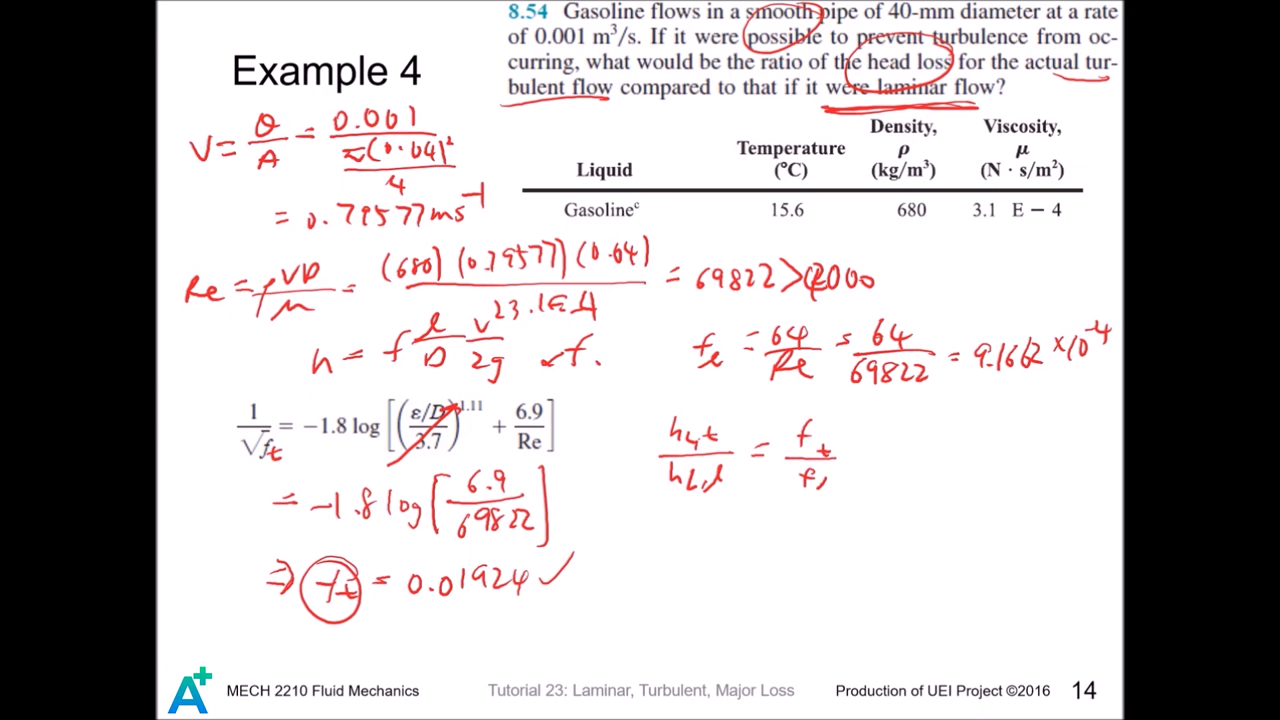 8.54 Gasoline flows in a smooth pipe of 40-mm diameter at a rate
of 0.001 m³/s. If it were possible to prevent turbulence from oc-
curring, what would be the ratio of the head loss for the actual tur-
bulent flow compared to that if it were laminar flow?
Example 4
V = Q/A = 0.001 / (π(0.04)²/4)
= 0.79577 ms⁻¹
Liquid Temperature (°C) Density, ρ (kg/m³) Viscosity, μ (N · s/m²)
Gasolineᶜ 15.6 680 3.1 E – 4
Re = ρVD/μ = (680)(0.79577)(0.04) / 3.1E-4 = 69822 > 4000
h = f l/D V²/2g ∝ f.
fₗ = 64/Re = 64/69822 = 9.1662 × 10⁻⁴
1/√fₜ = −1.8 log [((ε/D)/3.7)^1.11 + 6.9/Re]
h_L,t / h_L,l = fₜ / fₗ
= −1.8 log [6.9/69822]
⇒ fₜ = 0.01924 ✓
A+
MECH 2210 Fluid Mechanics
Tutorial 23: Laminar, Turbulent, Major Loss
Production of UEI Project ©2016
14